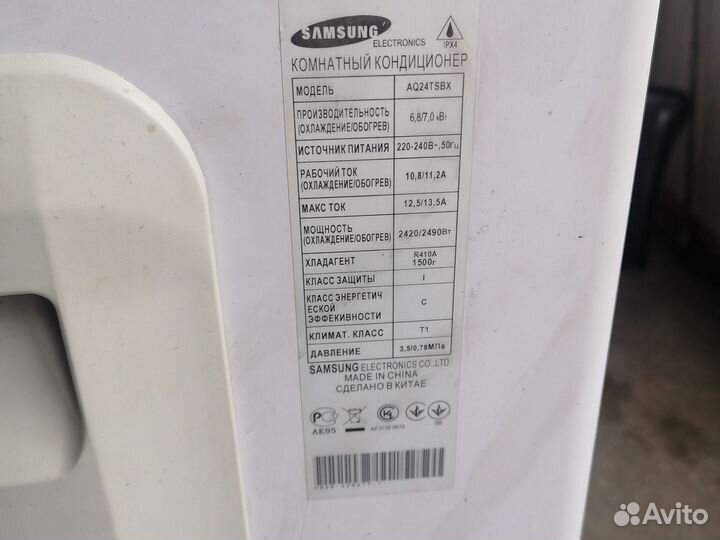 SAMSUNG
ELECTRONICS
IPX4
КОМНАТНЫЙ КОНДИЦИОНЕР
МОДЕЛЬ AQ24TSBX
ПРОИЗВОДИТЕЛЬНОСТЬ
(ОХЛАЖДЕНИЕ/ОБОГРЕВ) 6,8/7,0 кВт
ИСТОЧНИК ПИТАНИЯ 220-240В~,50Гц
РАБОЧИЙ ТОК
(ОХЛАЖДЕНИЕ/ОБОГРЕВ) 10,8/11,2А
МАКС ТОК 12,5/13,5А
МОЩНОСТЬ
(ОХЛАЖДЕНИЕ/ОБОГРЕВ) 2420/2490Вт
ХЛАДАГЕНТ R410A
1500г
КЛАСС ЗАЩИТЫ I
КЛАСС ЭНЕРГЕТИЧ
ЕСКОЙ
ЭФФЕКИВНОСТИ C
КЛИМАТ. КЛАСС T1
ДАВЛЕНИЕ 3,5/0,78МПа
SAMSUNG ELECTRONICS CO.,LTD
MADE IN CHINA
СДЕЛАНО В КИТАЕ
АЕ95
Avito